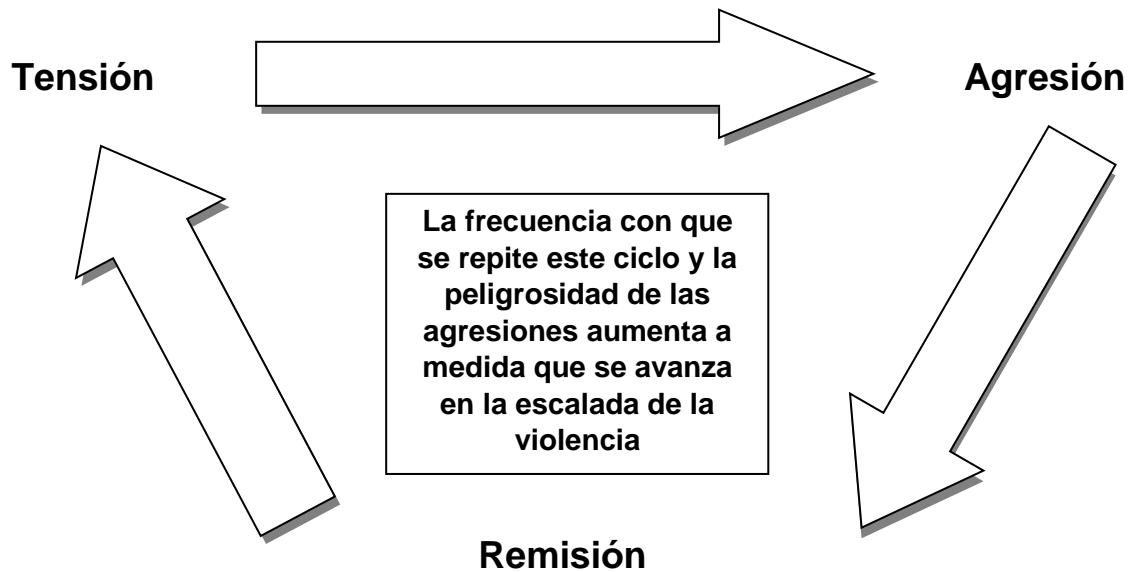 Tensión
Agresión
La frecuencia con que
se repite este ciclo y la
peligrosidad de las
agresiones aumenta a
medida que se avanza
en la escalada de la
violencia
Remisión